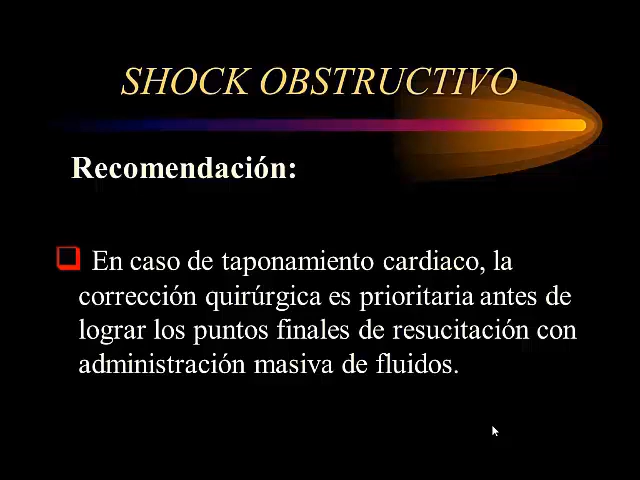 SHOCK OBSTRUCTIVO
Recomendación:
En caso de taponamiento cardiaco, la
corrección quirúrgica es prioritaria antes de
lograr los puntos finales de resucitación con
administración masiva de fluidos.